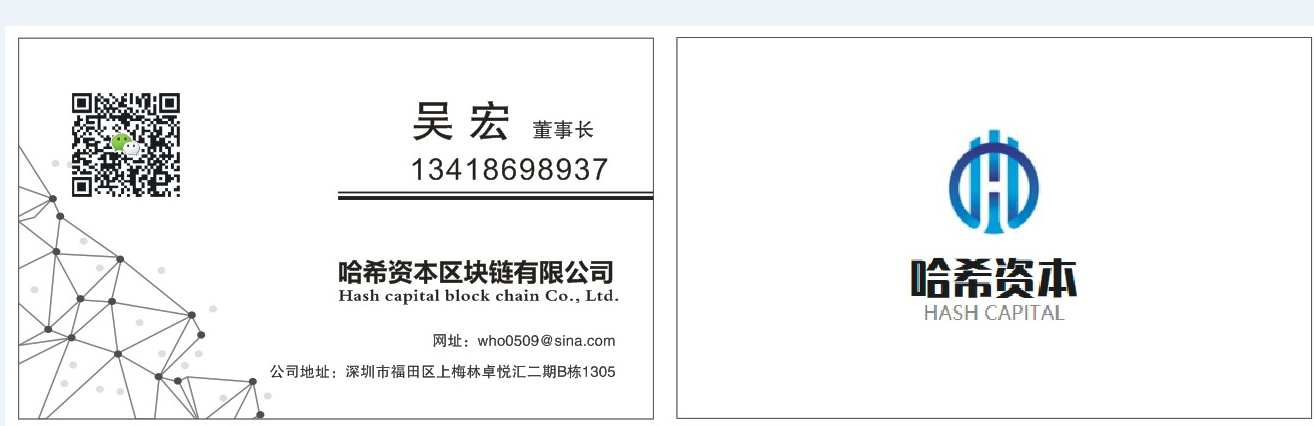 吴宏 董事长
13418698937
哈希资本区块链有限公司
Hash capital block chain Co., Ltd.
网址：who0509@sina.com
公司地址：深圳市福田区上梅林卓悦汇二期B栋1305
哈希资本
HASH CAPITAL